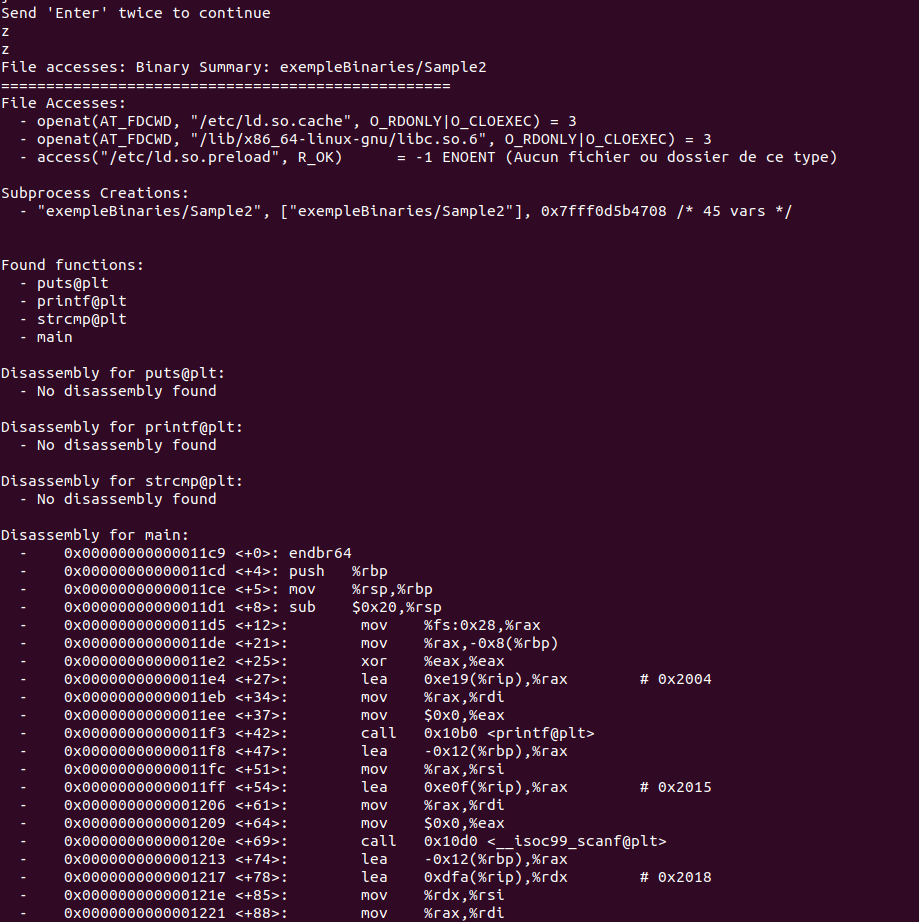 Send 'Enter' twice to continue
z
z
File accesses: Binary Summary: exempleBinaries/Sample2
==================================================
File Accesses:
  - openat(AT_FDCWD, "/etc/ld.so.cache", O_RDONLY|O_CLOEXEC) = 3
  - openat(AT_FDCWD, "/lib/x86_64-linux-gnu/libc.so.6", O_RDONLY|O_CLOEXEC) = 3
  - access("/etc/ld.so.preload", R_OK)      = -1 ENOENT (Aucun fichier ou dossier de ce type)

Subprocess Creations:
  - "exempleBinaries/Sample2", ["exempleBinaries/Sample2"], 0x7fff0d5b4708 /* 45 vars */


Found functions:
  - puts@plt
  - printf@plt
  - strcmp@plt
  - main

Disassembly for puts@plt:
  - No disassembly found

Disassembly for printf@plt:
  - No disassembly found

Disassembly for strcmp@plt:
  - No disassembly found

Disassembly for main:
  -    0x00000000000011c9 <+0>: endbr64
  -    0x00000000000011cd <+4>: push   %rbp
  -    0x00000000000011ce <+5>: mov    %rsp,%rbp
  -    0x00000000000011d1 <+8>: sub    $0x20,%rsp
  -    0x00000000000011d5 <+12>:        mov    %fs:0x28,%rax
  -    0x00000000000011de <+21>:        mov    %rax,-0x8(%rbp)
  -    0x00000000000011e2 <+25>:        xor    %eax,%eax
  -    0x00000000000011e4 <+27>:        lea    0xe19(%rip),%rax        # 0x2004
  -    0x00000000000011eb <+34>:        mov    %rax,%rdi
  -    0x00000000000011ee <+37>:        mov    $0x0,%eax
  -    0x00000000000011f3 <+42>:        call   0x10b0 <printf@plt>
  -    0x00000000000011f8 <+47>:        lea    -0x12(%rbp),%rax
  -    0x00000000000011fc <+51>:        mov    %rax,%rsi
  -    0x00000000000011ff <+54>:        lea    0xe0f(%rip),%rax        # 0x2015
  -    0x0000000000001206 <+61>:        mov    %rax,%rdi
  -    0x0000000000001209 <+64>:        mov    $0x0,%eax
  -    0x000000000000120e <+69>:        call   0x10d0 <__isoc99_scanf@plt>
  -    0x0000000000001213 <+74>:        lea    -0x12(%rbp),%rax
  -    0x0000000000001217 <+78>:        lea    0xdfa(%rip),%rdx        # 0x2018
  -    0x000000000000121e <+85>:        mov    %rdx,%rsi
  -    0x0000000000001221 <+88>:        mov    %rax,%rdi